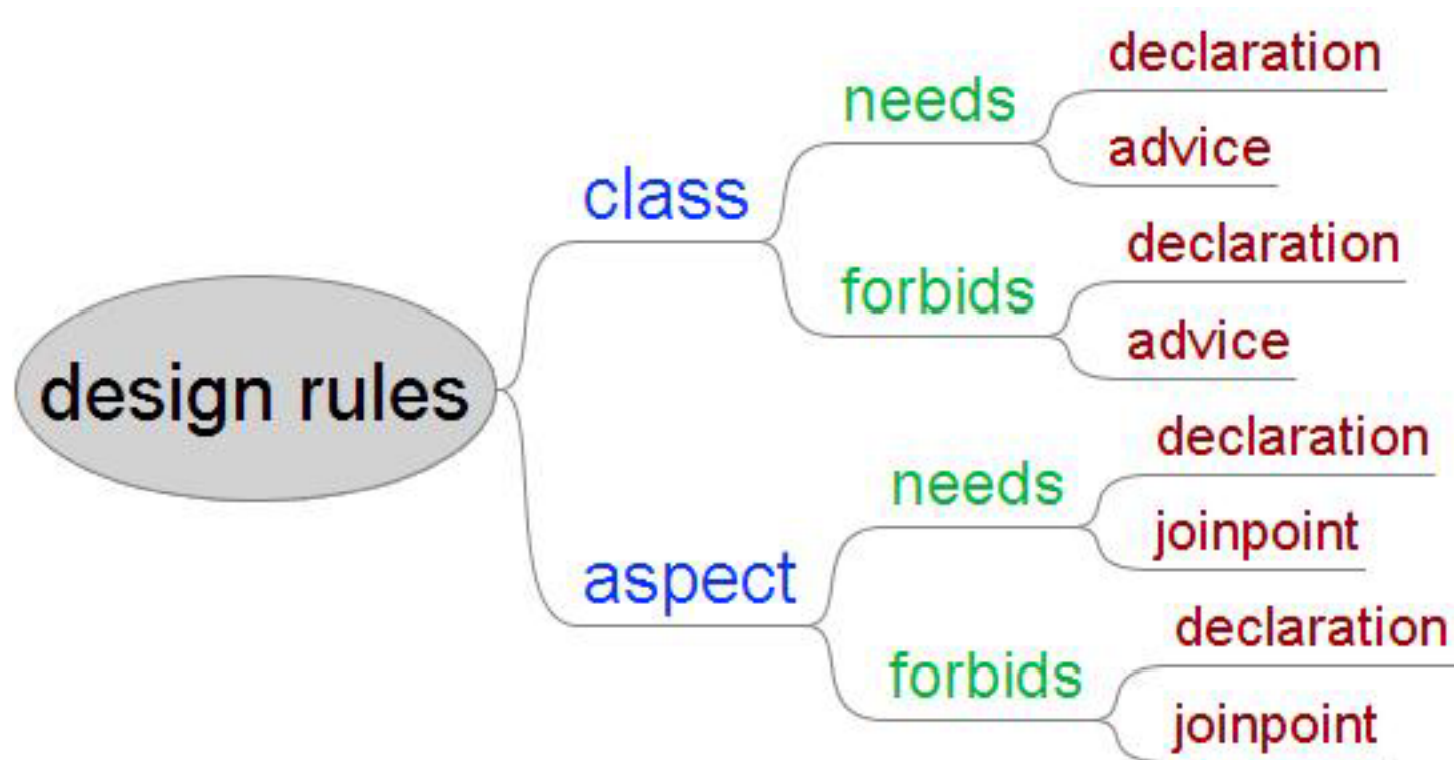 design rules
class
needs
declaration
advice
forbids
declaration
advice
aspect
needs
declaration
joinpoint
forbids
declaration
joinpoint